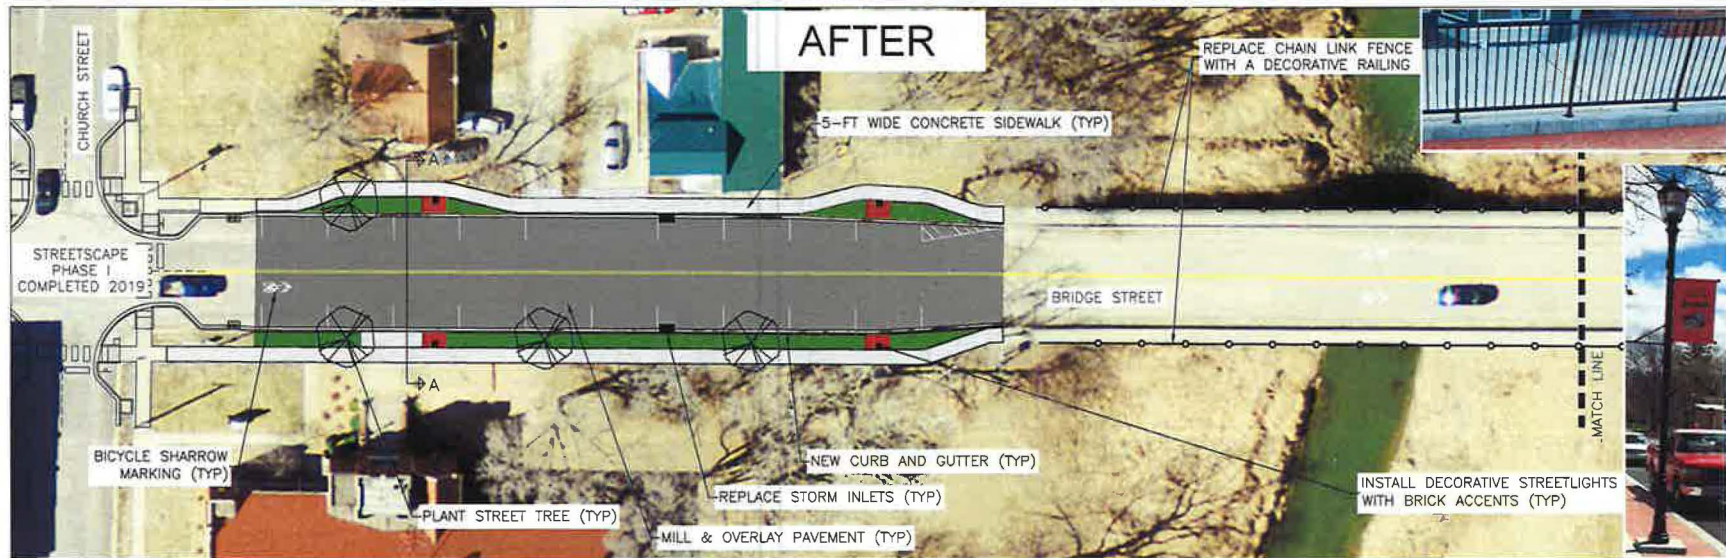 AFTER
CHURCH STREET
REPLACE CHAIN LINK FENCE
WITH A DECORATIVE RAILING
5-FT WIDE CONCRETE SIDEWALK (TYP)
A
STREETSCAPE
PHASE I
COMPLETED 2019
BRIDGE STREET
MATCH LINE
A
BICYCLE SHARROW
MARKING (TYP)
NEW CURB AND GUTTER (TYP)
REPLACE STORM INLETS (TYP)
PLANT STREET TREE (TYP)
MILL & OVERLAY PAVEMENT (TYP)
INSTALL DECORATIVE STREETLIGHTS
WITH BRICK ACCENTS (TYP)